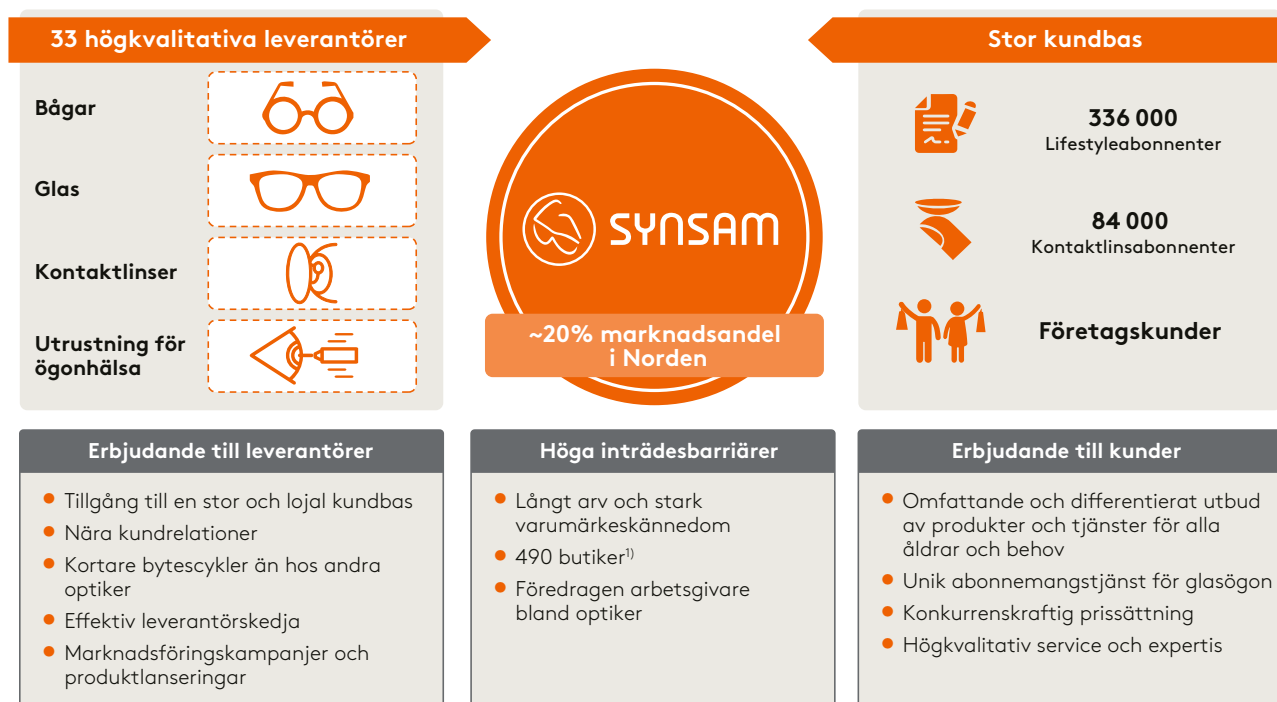 33 högkvalitativa leverantörer
Bågar
Glas
Kontaktlinser
Utrustning för
ögonhälsa
SYNSAM
~20% marknadsandel
i Norden
Stor kundbas
336 000
Lifestyleabonnenter
84 000
Kontaktlinsabonnenter
Företagskunder
Erbjudande till leverantörer
• Tillgång till en stor och lojal kundbas
• Nära kundrelationer
• Kortare bytescykler än hos andra
optiker
• Effektiv leverantörskedja
• Marknadsföringskampanjer och
produktlanseringar
Höga inträdesbarriärer
• Långt arv och stark
varumärkeskännedom
• 490 butiker¹⁾
• Föredragen arbetsgivare
bland optiker
Erbjudande till kunder
• Omfattande och differentierat utbud
av produkter och tjänster för alla
åldrar och behov
• Unik abonnemangstjänst för glasögon
• Konkurrenskraftig prissättning
• Högkvalitativ service och expertis